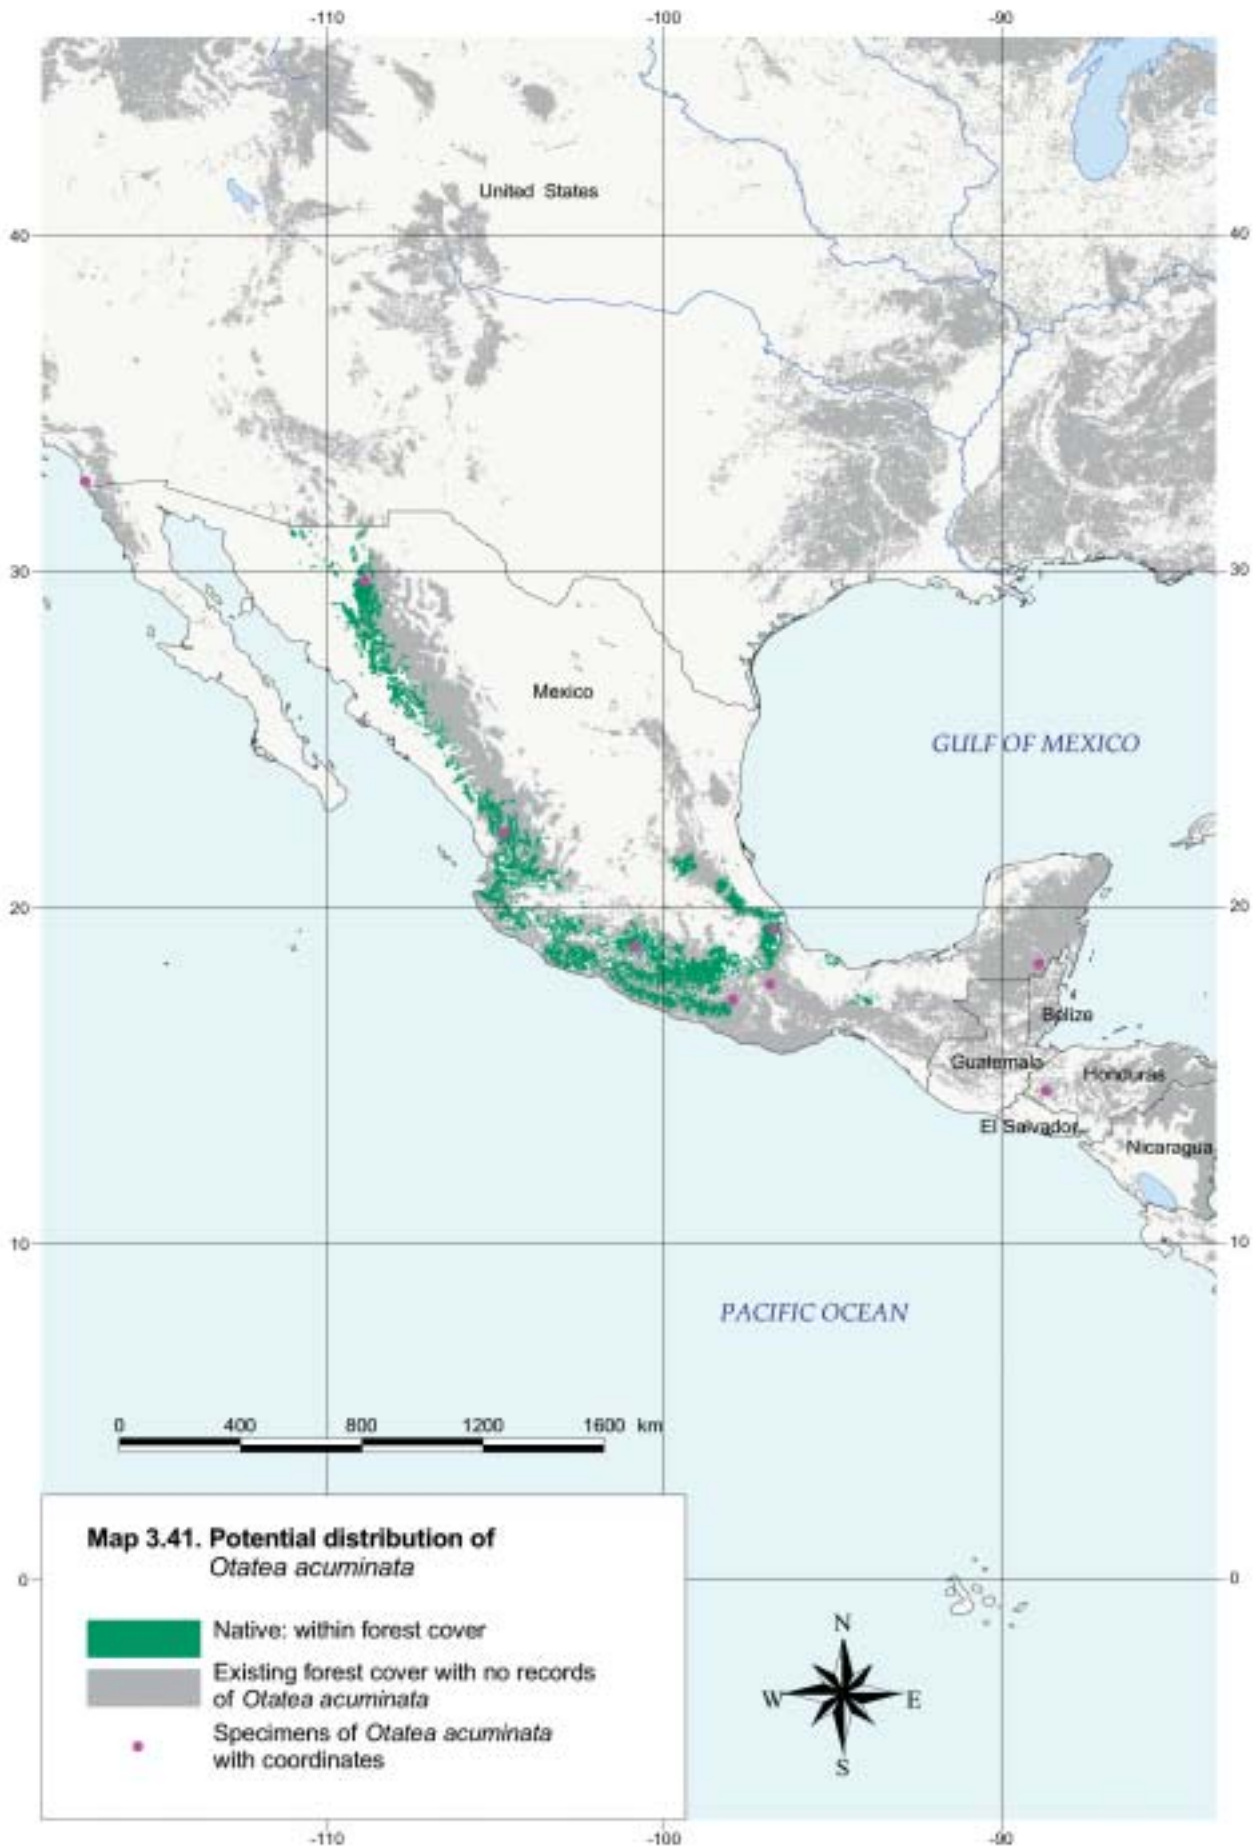 -110 -100 -90
United States
40 40
30 30
Mexico
GULF OF MEXICO
20 20
Belize
Guatemala
Honduras
El Salvador
Nicaragua
10 10
PACIFIC OCEAN
0 400 800 1200 1600 km
Map 3.41. Potential distribution of
Otatea acuminata
0 0
Native: within forest cover
Existing forest cover with no records
of Otatea acuminata
Specimens of Otatea acuminata
with coordinates
N
W E
S
-110 -100 -90